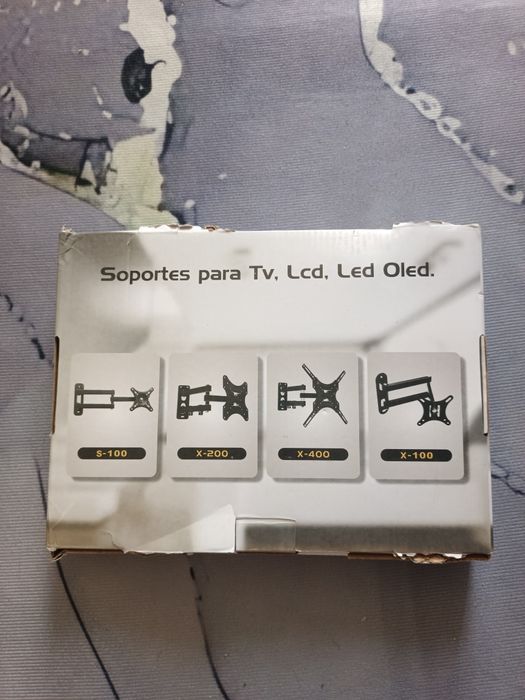 Soportes para Tv, Lcd, Led Oled.
S-100
X-200
X-400
X-100